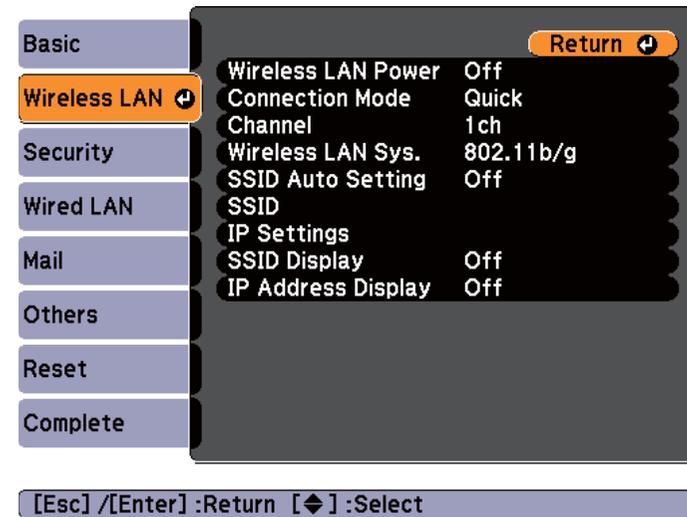 Basic
Wireless LAN
Security
Wired LAN
Mail
Others
Reset
Complete
Return
Wireless LAN Power Off
Connection Mode Quick
Channel 1ch
Wireless LAN Sys. 802.11b/g
SSID Auto Setting Off
SSID
IP Settings
SSID Display Off
IP Address Display Off
[Esc] /[Enter] :Return [◆] :Select